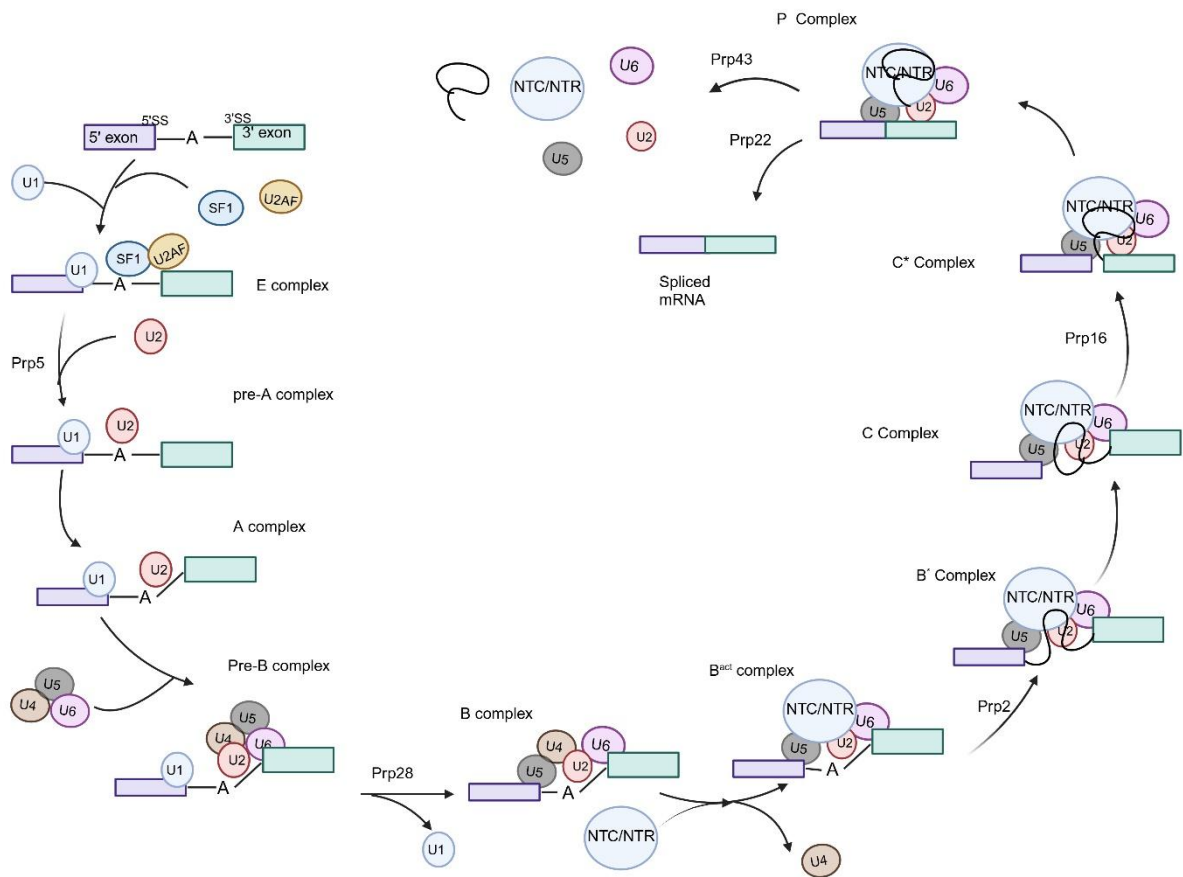 5'SS
3'SS
5' exon
A
3' exon
U1
SF1
U2AF
U1
SF1
U2AF
A
E complex
Prp5
U2
pre-A complex
U1
U2
A
A complex
U1
U2
A
Pre-B complex
U5
U4
U6
U5
U4
U6
U2
U1
A
Prp28
U1
B complex
U4
U6
U5
U2
A
NTC/NTR
U4
Bact complex
NTC/NTR
U6
U5
U2
A
Prp2
B* Complex
NTC/NTR
U6
U5
U2
C Complex
NTC/NTR
U6
U5
U2
Prp16
C* Complex
NTC/NTR
U6
U5
U2
P Complex
NTC/NTR
U6
U5
U2
Prp43
NTC/NTR
U6
U2
U5
Prp22
Spliced
mRNA